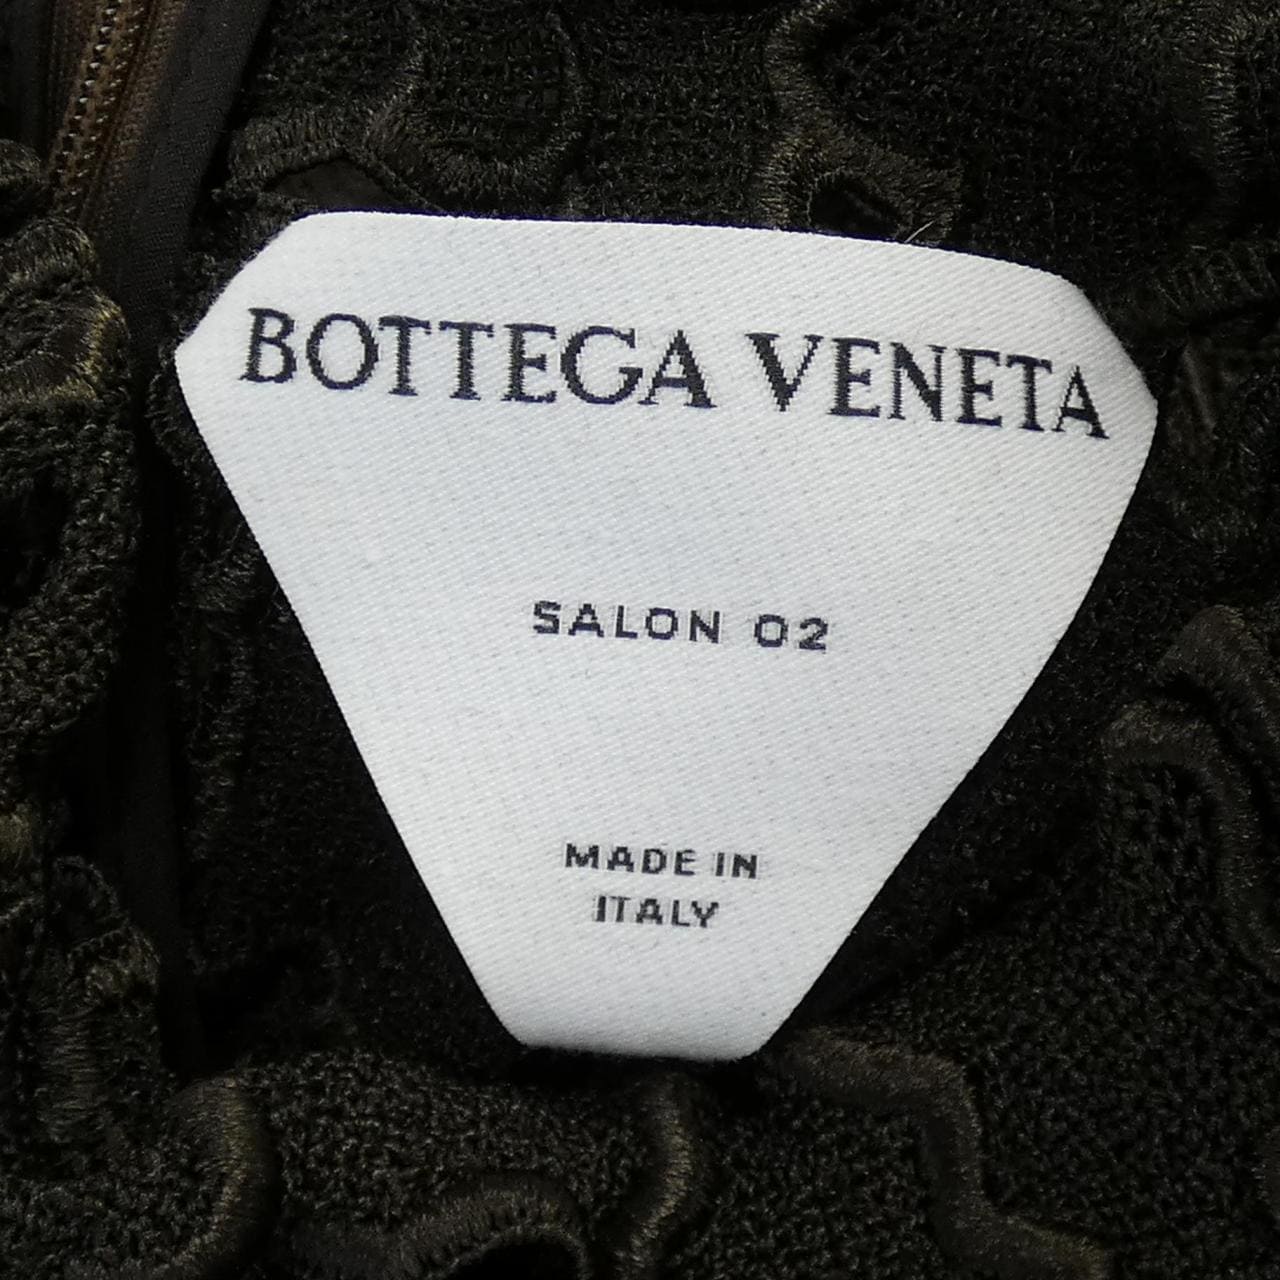 BOTTEGA VENETA
SALON 02
MADE IN
ITALY